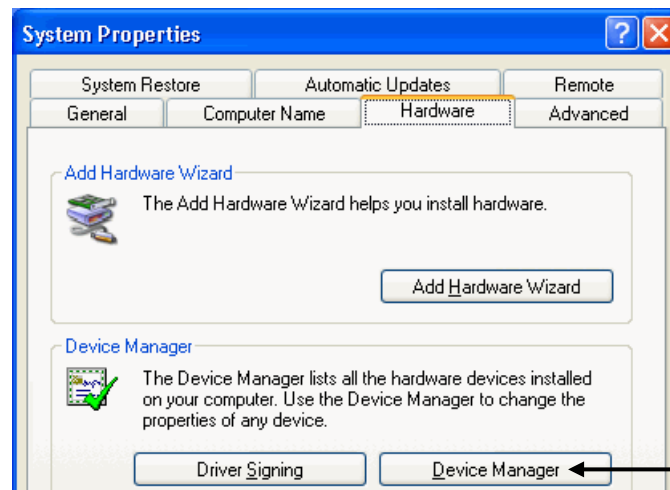 System Properties
System Restore Automatic Updates Remote
General Computer Name Hardware Advanced
Add Hardware Wizard
The Add Hardware Wizard helps you install hardware.
Add Hardware Wizard
Device Manager
The Device Manager lists all the hardware devices installed
on your computer. Use the Device Manager to change the
properties of any device.
Driver Signing Device Manager